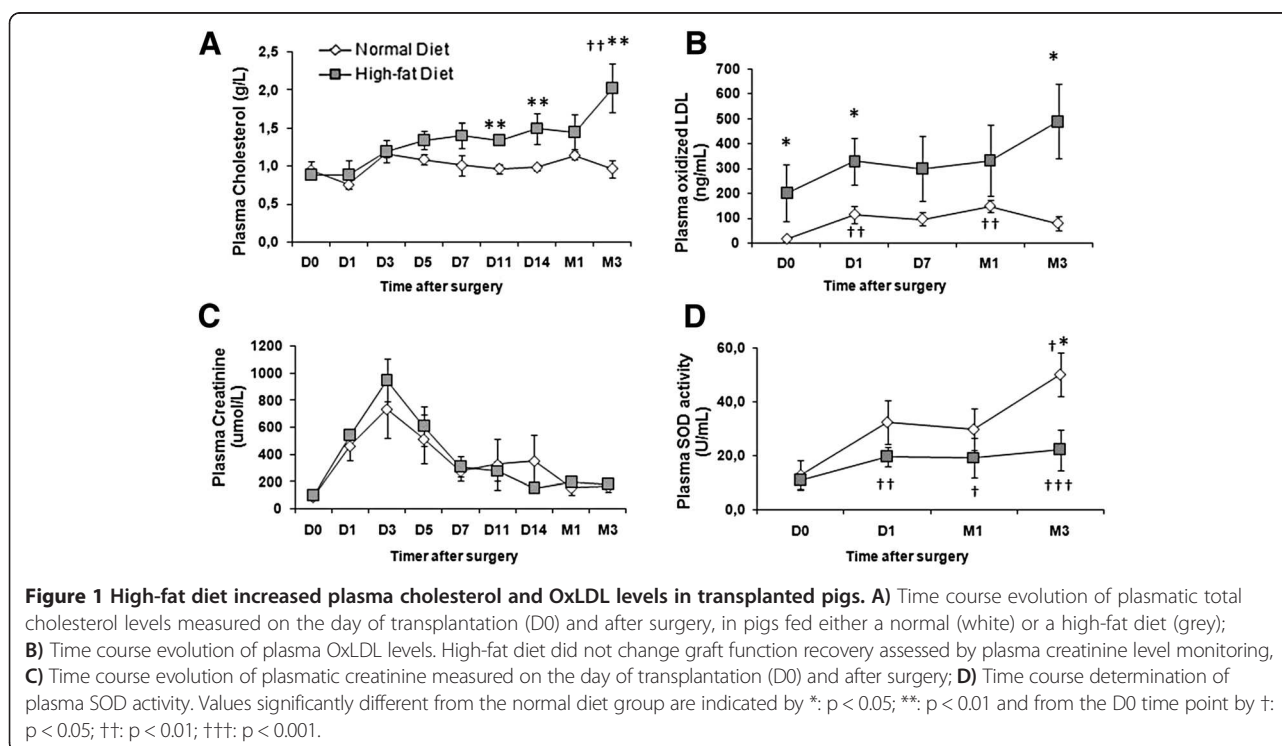 A
Normal Diet
High-fat Diet
††**
**
**
2,5
2,0
1,5
1,0
0,5
0,0
Plasma Cholesterol (g/L)
D0 D1 D3 D5 D7 D11 D14 M1 M3
Time after surgery
B
*
*
*
700
600
500
400
300
200
100
0
Plasma oxidized LDL
(ng/mL)
††
††
D0 D1 D7 M1 M3
Time after surgery
C
1200
1000
800
600
400
200
0
Plasma Creatinine
(umol/L)
D0 D1 D3 D5 D7 D11 D14 M1 M3
Timer after surgery
D
†*
80,0
60,0
40,0
20,0
0,0
Plasma SOD activity
(U/mL)
††
†
†††
D0 D1 M1 M3
Time after surgery
Figure 1 High-fat diet increased plasma cholesterol and OxLDL levels in transplanted pigs. A) Time course evolution of plasmatic total
cholesterol levels measured on the day of transplantation (D0) and after surgery, in pigs fed either a normal (white) or a high-fat diet (grey);
B) Time course evolution of plasma OxLDL levels. High-fat diet did not change graft function recovery assessed by plasma creatinine level monitoring,
C) Time course evolution of plasmatic creatinine measured on the day of transplantation (D0) and after surgery; D) Time course determination of
plasma SOD activity. Values significantly different from the normal diet group are indicated by *: p < 0.05; **: p < 0.01 and from the D0 time point by †:
p < 0.05; ††: p < 0.01; †††: p < 0.001.